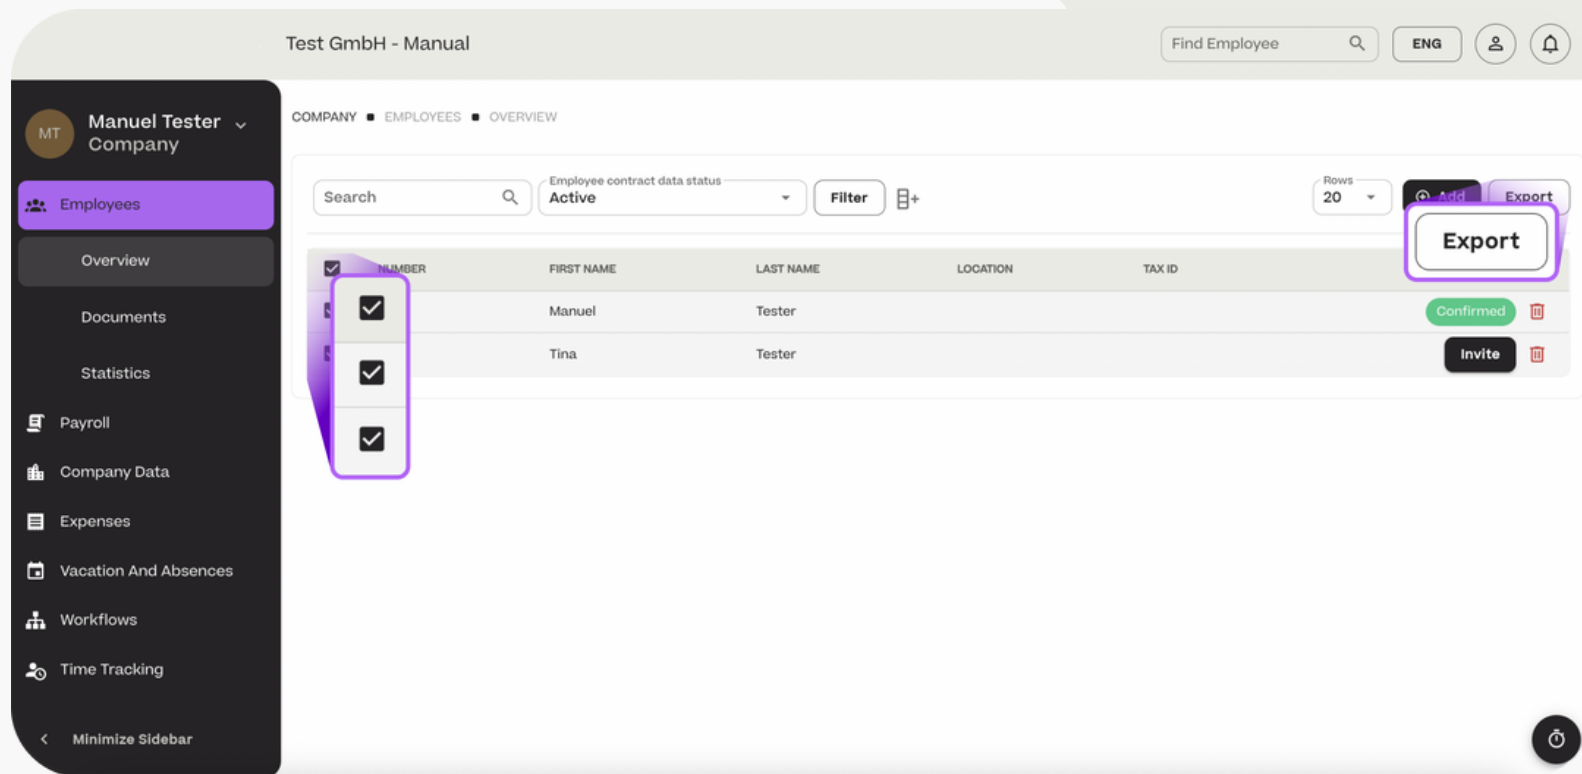 Test GmbH - Manual
Find Employee
ENG
MT
Manuel Tester
Company
Employees
Overview
Documents
Statistics
Payroll
Company Data
Expenses
Vacation And Absences
Workflows
Time Tracking
Minimize Sidebar
COMPANY ■ EMPLOYEES ■ OVERVIEW
Search
Employee contract data status
Active
Filter
Rows
20
Add
Export
Export
NUMBER FIRST NAME LAST NAME LOCATION TAX ID
Manuel Tester Confirmed
Tina Tester Invite